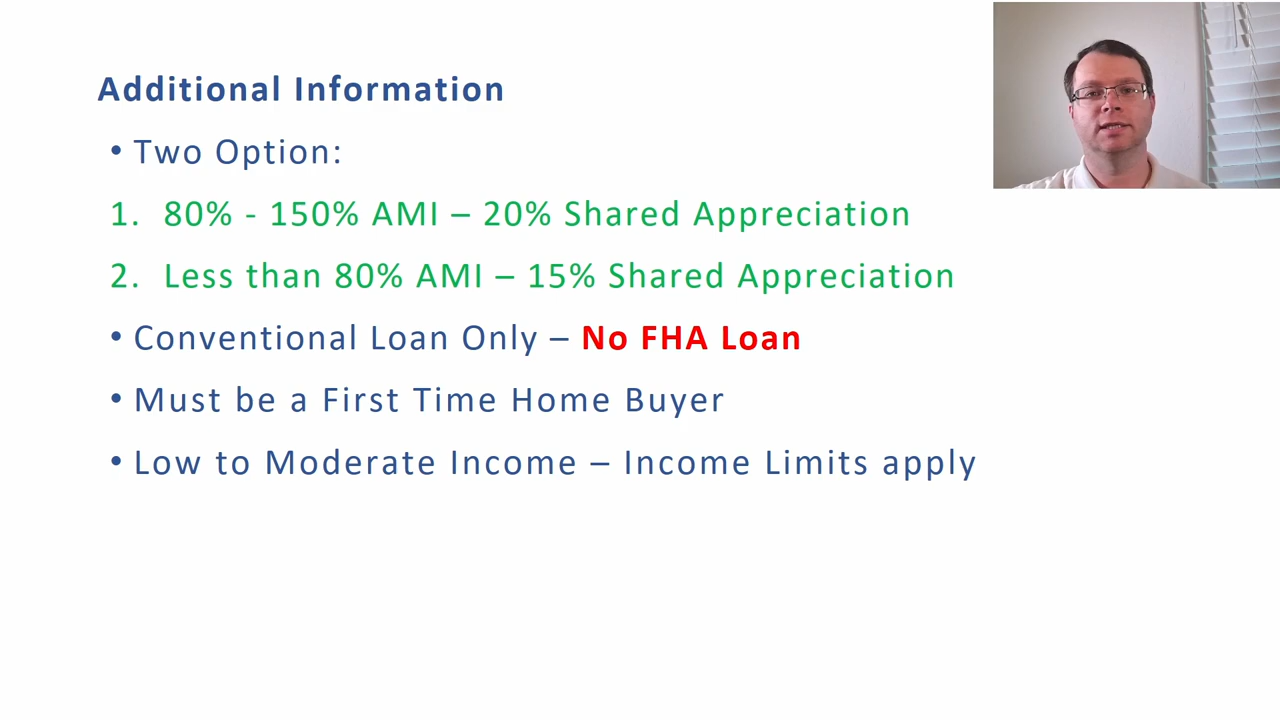 Additional Information
• Two Option:
1. 80% - 150% AMI – 20% Shared Appreciation
2. Less than 80% AMI – 15% Shared Appreciation
• Conventional Loan Only – No FHA Loan
• Must be a First Time Home Buyer
• Low to Moderate Income – Income Limits apply